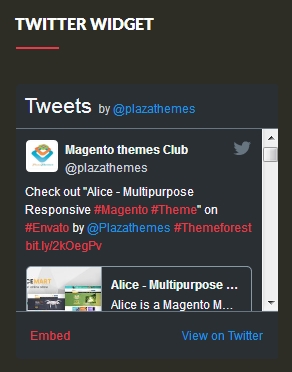 TWITTER WIDGET
Tweets by @plazathemes
Magento themes Club
@plazathemes
Check out "Alice - Multipurpose
Responsive #Magento #Theme" on
#Envato by @Plazathemes #Themeforest
bit.ly/2kOegPv
Alice - Multipurpose ...
Alice is a Magento M...
Embed
View on Twitter